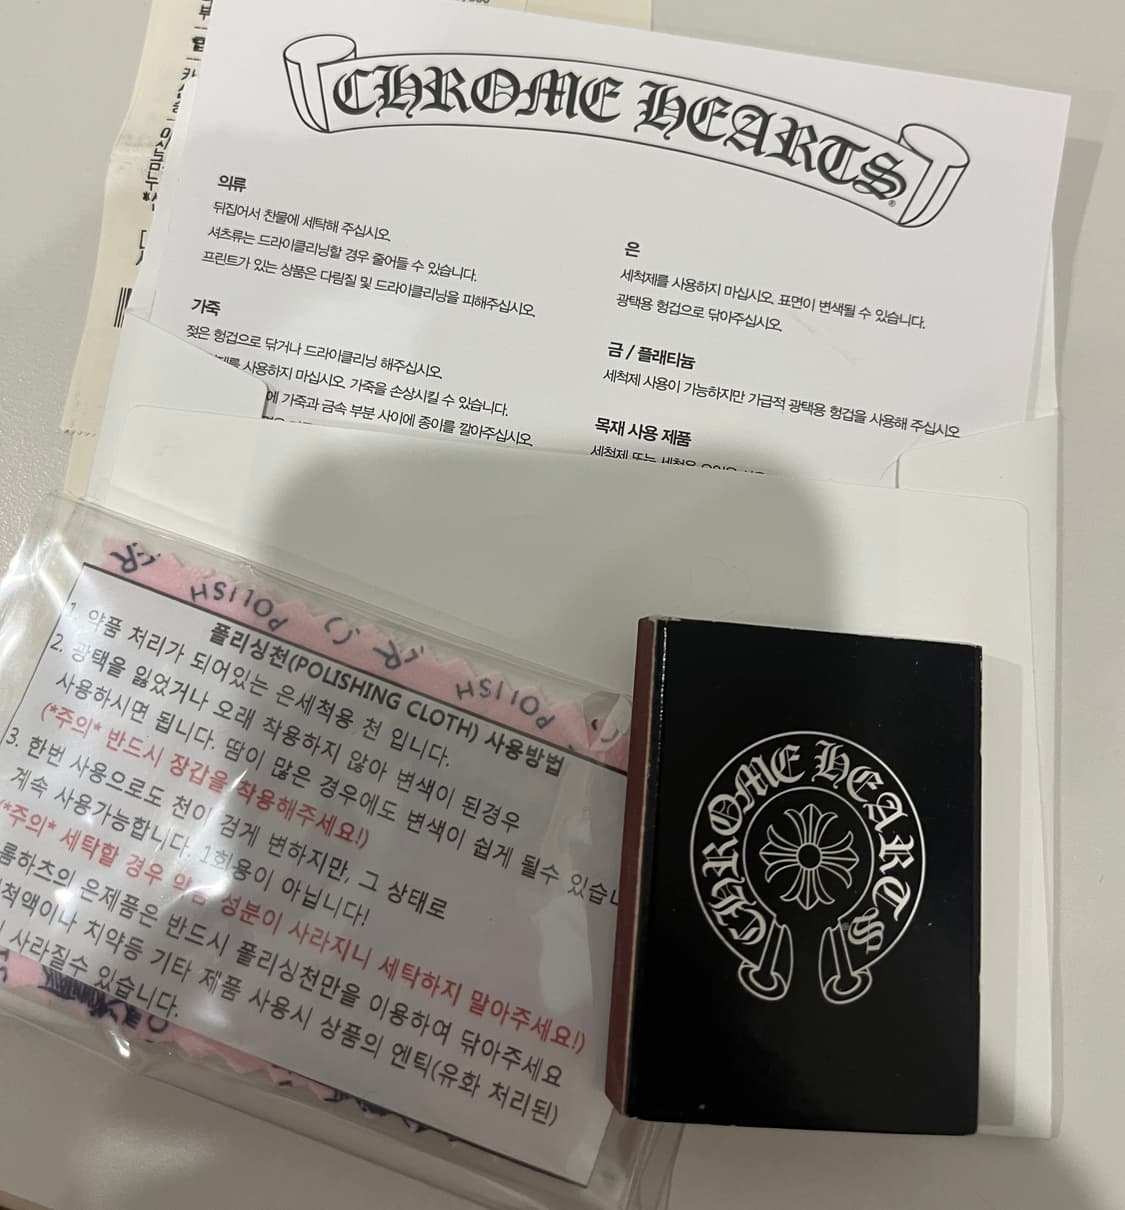 CHROME HEARTS
의류
뒤집어서 찬물에 세탁해 주십시오.
셔츠류는 드라이클리닝할 경우 줄어들 수 있습니다.
프린트가 있는 상품은 다림질 및 드라이클리닝을 피해주십시오.
가죽
젖은 헝겊으로 닦거나 드라이클리닝 해주십시오.
사용하지 마십시오. 가죽을 손상시킬 수 있습니다.
에 가죽과 금속 부분 사이에 종이를 깔아주십시오.
은
세척제를 사용하지 마십시오. 표면이 변색될 수 있습니다.
광택용 헝겊으로 닦아주십시오.
금 / 플래티늄
세척제 사용이 가능하지만 가급적 광택용 헝겊을 사용해 주십시오.
목재 사용 제품
세척제 또는
POLISH
POLISH
폴리싱천(POLISHING CLOTH) 사용방법
1. 약품 처리가 되어있는 은세척용 천 입니다.
2. 광택을 잃었거나 오래 착용하지 않아 변색이 된경우
사용하시면 됩니다. 땀이 많은 경우에도 변색이 쉽게 될수 있습니
(*주의* 반드시 장갑을 착용해주세요!)
3. 한번 사용으로도 천이 검게 변하지만, 그 상태로
계속 사용가능합니다. 1회용이 아닙니다!
(*주의* 세탁할 경우 약품 성분이 사라지니 세탁하지 말아주세요!)
롬하츠의 은제품은 반드시 폴리싱천만을 이용하여 닦아주세요
척액이나 치약등 기타 제품 사용시 상품의 엔틱(유화 처리된)
사라질수 있습니다.
CHROME HEARTS